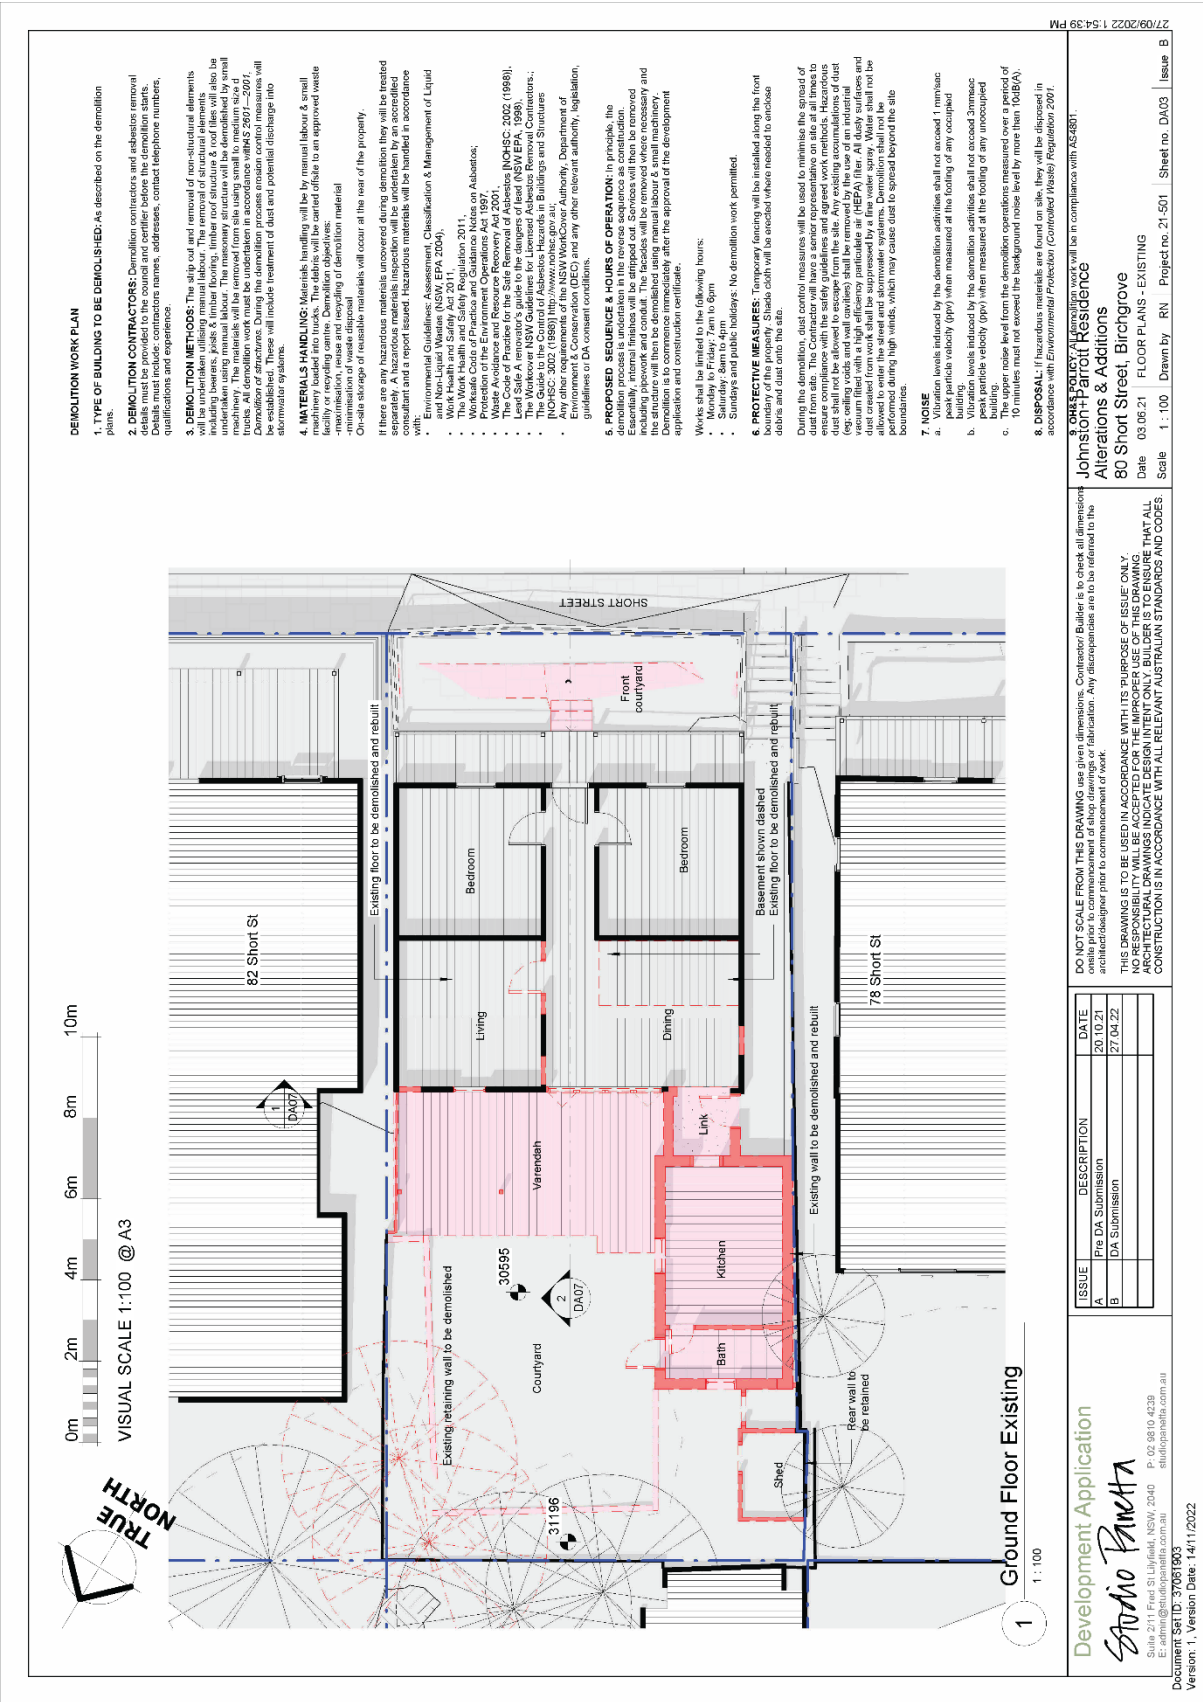 27/09/2022 1:54:39 PM
DEMOLITION WORK PLAN
1. TYPE OF BUILDING TO BE DEMOLISHED: As described on the demolition
plans.
2. DEMOLITION CONTRACTORS: Demolition contractors and asbestos removal
details must be provided to the council and certifier before the demolition starts.
Details must include: contractors names, addresses, contact telephone numbers,
qualifications and experience.
3. DEMOLITION METHODS: The strip out and removal of non-structural elements
will be undertaken utilising manual labour. The removal of structural elements
including bearers, joists & timber flooring, timber roof structure & roof tiles will also be
undertaken using manual labour. The masonry structure will be demolished by small
machinery. The materials will be removed from site using small to medium size d
trucks. All demolition work must be undertaken in accordance with AS 2601—2001,
Demolition of structures. During the demolition process erosion control measures will
be established. These will include treatment of dust and potential discharge into
stormwater systems.
4. MATERIALS HANDLING: Materials handling will be by manual labour & small
machinery loaded into trucks. The debris will be carted offsite to an approved waste
facility or recycling centre. Demolition objectives:
-maximisation of reuse and recycling of demolition material
-minimisation of waste disposal
On-site storage of reusable materials will occur at the rear of the property.
If there are any hazardous materials uncovered during demolition they will be treated
separately. A hazardous materials inspection will be undertaken by an accredited
consultant and a report issued. Hazardous materials will be handled in accordance
with:
• Environmental Guidelines: Assessment, Classification & Management of Liquid
and Non-Liquid Wastes (NSW, EPA 2004),
• Work Health and Safety Act 2011,
• The Work Health and Safety Regulation 2011,
• Worksafe Code of Practice and Guidance Notes on Asbestos;
• Protection of the Environment Operations Act 1997,
• Waste Avoidance and Resource Recovery Act 2001,
• The Code of Practice for the Safe Removal of Asbestos [NOHSC: 2002 (1998)],
• Lead Safe A renovators guide to the dangers of lead (NSW EPA, 1998),
• The Workcover NSW Guidelines for Licensed Asbestos Removal Contractors.;
• The Guide to the Control of Asbestos Hazards in Buildings and Structures
[NOHSC: 3002 (1998)] http://www.nohsc.gov.au;
• Any other requirements of the NSW WorkCover Authority, Department of
Environment & Conservation (DEC) and any other relevant authority, legislation,
guidelines or DA consent conditions.
5. PROPOSED SEQUENCE & HOURS OF OPERATION: In principle, the
demolition process is undertaken in the reverse sequence as construction.
Essentially, internal finishes will be stripped out. Services will then be removed
including pipework and conduit. The facades will be removed where necessary and
the structure will then be demolished using manual labour & small machinery.
Demolition is to commence immediately after the approval of the development
application and construction certificate.
Works shall be limited to the following hours:
• Monday to Friday: 7am to 6pm
• Saturday: 8am to 4pm
• Sundays and public holidays: No demolition work permitted.
6. PROTECTIVE MEASURES: Temporary fencing will be installed along the front
boundary of the property. Shade cloth will be erected where needed to enclose
debris and dust onto the site.
During the demolition, dust control measures will be used to minimise the spread of
dust from site. The Contractor will have a senior representative on site at all times to
ensure compliance with the safety guidelines and agreed work methods. Hazardous
dust shall not be allowed to escape from the site. Any existing accumulations of dust
(eg; ceiling voids and wall cavities) shall be removed by the use of an industrial
vacuum fitted with a high efficiency particulate air (HEPA) filter. All dusty surfaces and
dust created from work shall be suppressed by a fine water spray. Water shall not be
allowed to enter the street and stormwater systems. Demolition shall not be
performed during high winds, which may cause dust to spread beyond the site
boundaries.
7. NOISE
a. Vibration levels induced by the demolition activities shall not exceed 1 mm/sec
peak particle velocity (ppv) when measured at the footing of any occupied
building.
b. Vibration levels induced by the demolition activities shall not exceed 3mmsec
peak particle velocity (ppv) when measured at the footing of any unoccupied
building.
c. The upper noise level from the demolition operations measured over a period of
10 minutes must not exceed the background noise level by more than 10dB(A).
8. DISPOSAL: If hazardous materials are found on site, they will be disposed in
accordance with Environmental Protection (Controlled Waste) Regulation 2001.
9. OH&S POLICY: All demolition work will be in compliance with AS4801.
0m 2m 4m 6m 8m 10m
VISUAL SCALE 1:100 @ A3
TRUE
NORTH
82 Short St
78 Short St
SHORT STREET
Existing floor to be demolished and rebuilt
Front
courtyard
Bedroom
Bedroom
Basement shown dashed
Existing floor to be demolished and rebuilt
Living
Dining
1
DA07
Varendah
Link
Existing wall to be demolished and rebuilt
Existing retaining wall to be demolished
30595
2
DA07
Kitchen
Courtyard
Bath
Rear wall to
be retained
31196
Shed
1
Ground Floor Existing
1 : 100
Development Application
Studio Panetta
Suite 2/11 Fred St Lilyfield, NSW, 2040 P: 02 9810 4239
E: admin@studiopanetta.com.au studiopanetta.com.au
ISSUE DESCRIPTION DATE
A Pre DA Submission 20.10.21
B DA Submission 27.04.22
DO NOT SCALE FROM THIS DRAWING use given dimensions. Contractor/ Builder is to check all dimensions
onsite prior to commencement of shop drawings or fabrication. Any discrepancies are to be referred to the
architect/designer prior to commencement of work.
THIS DRAWING IS TO BE USED IN ACCORDANCE WITH ITS 'PURPOSE OF ISSUE' ONLY.
NO RESPONSIBILITY WILL BE ACCEPTED FOR THE IMPROPER USE OF THIS DRAWING.
ARCHITECTURAL DRAWINGS INDICATE DESIGN INTENT ONLY. BUILDER IS TO ENSURE THAT ALL
CONSTRUCTION IS IN ACCORDANCE WITH ALL RELEVANT AUSTRALIAN STANDARDS AND CODES.
Johnston-Parrott Residence
Alterations & Additions
80 Short Street, Birchgrove
Date 03.06.21 FLOOR PLANS - EXISTING
Scale 1 : 100 Drawn by RN Project no. 21-S01 Sheet no. DA03 Issue B
Document Set ID: 37061903
Version: 1, Version Date: 14/11/2022